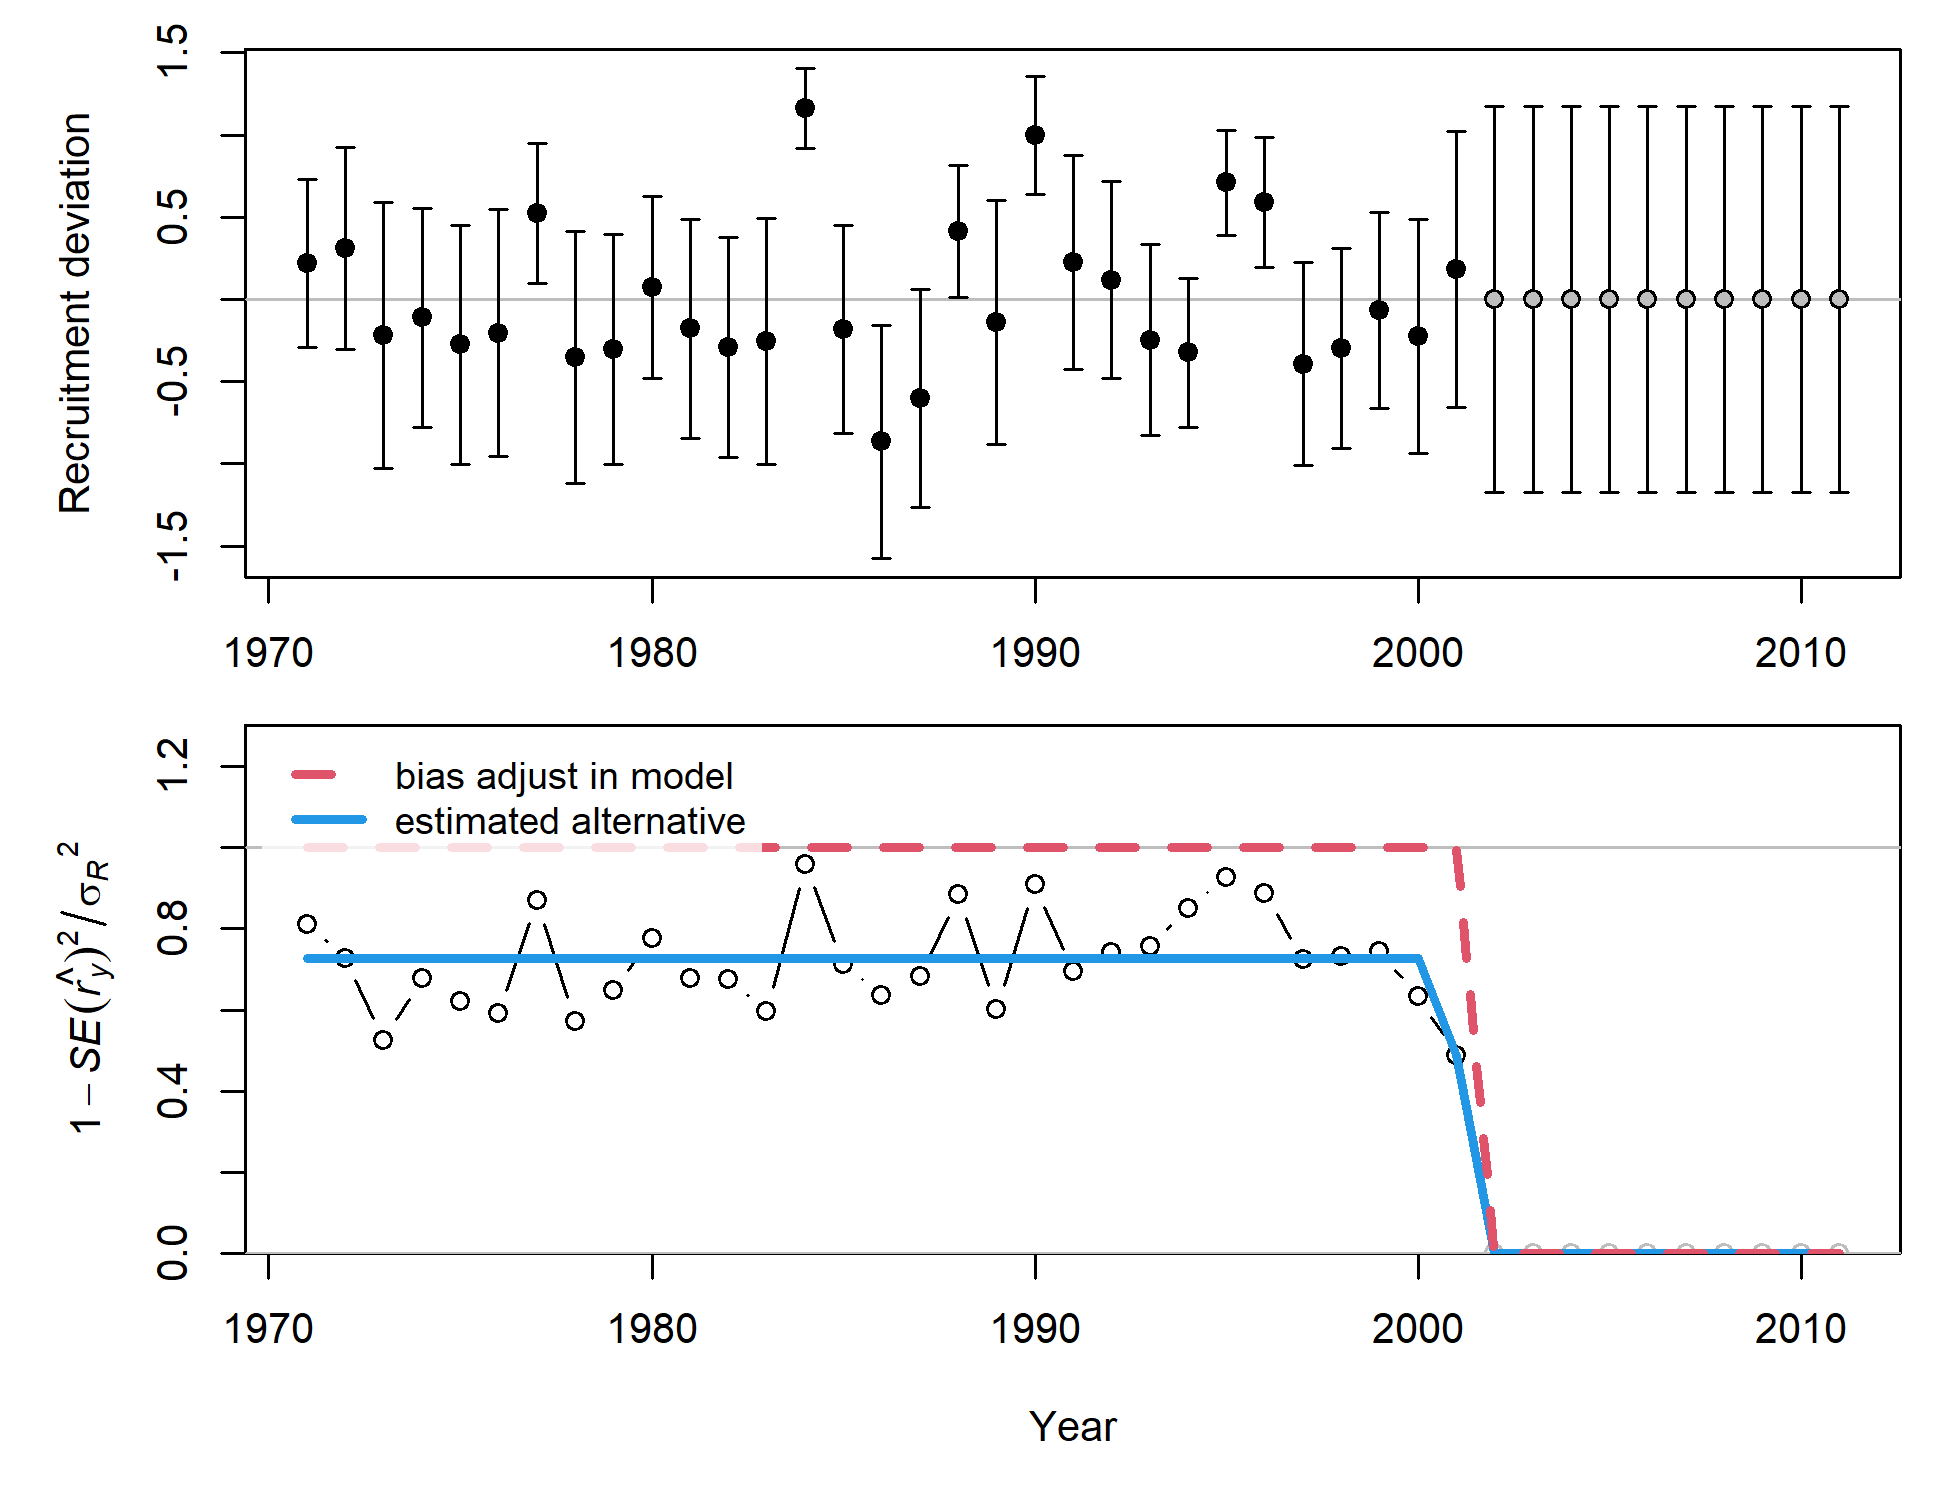 Recruitment deviation
1.5
0.5
-0.5
-1.5
1970 1980 1990 2000 2010
1 − SE(r̂y)² / σR²
1.2
0.8
0.4
0.0
bias adjust in model
estimated alternative
1970 1980 1990 2000 2010
Year